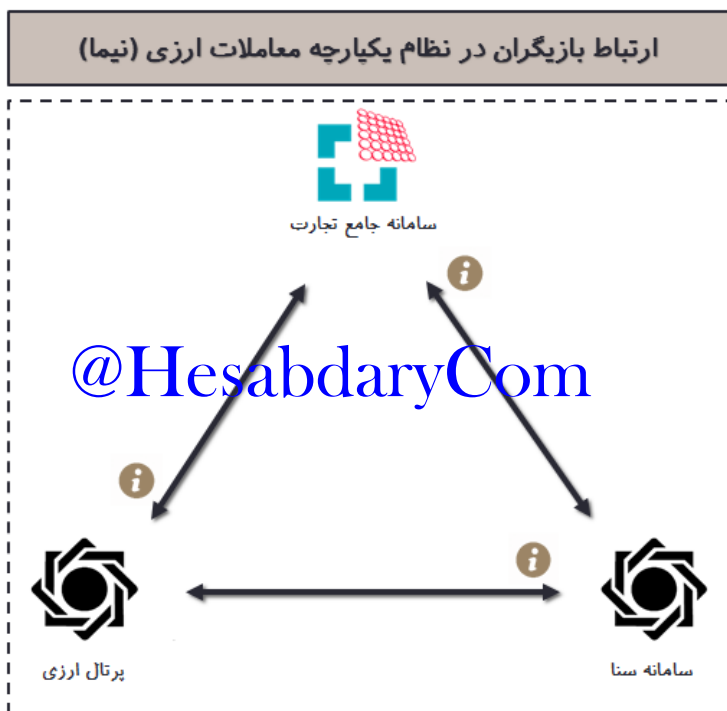 ارتباط بازیگران در نظام یکپارچه معاملات ارزی (نیما)
سامانه جامع تجارت
i
@HesabdaryCom
i
i
پرتال ارزی
سامانه سنا